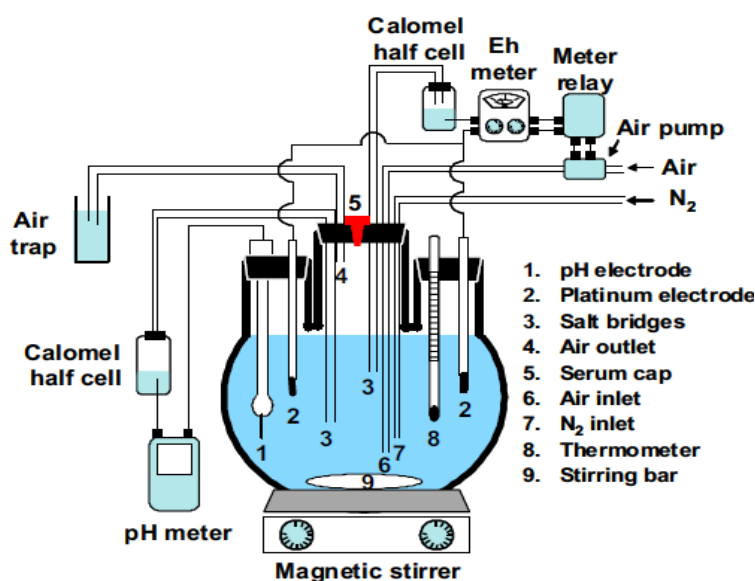 Calomel
half cell
Eh
meter
Meter
relay
Air pump
Air
N₂
Air
trap
5
4
1. pH electrode
2. Platinum electrode
3. Salt bridges
4. Air outlet
5. Serum cap
6. Air inlet
7. N₂ inlet
8. Thermometer
9. Stirring bar
Calomel
half cell
2
3
2
1
3
8
7
6
9
pH meter
Magnetic stirrer